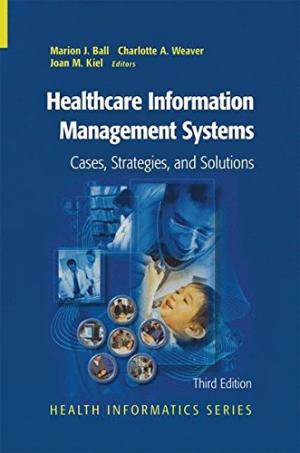 Marion J. Ball   Charlotte A. Weaver
Joan M. Kiel   Editors
Healthcare Information
Management Systems
Cases, Strategies, and Solutions
Third Edition
HEALTH INFORMATICS SERIES